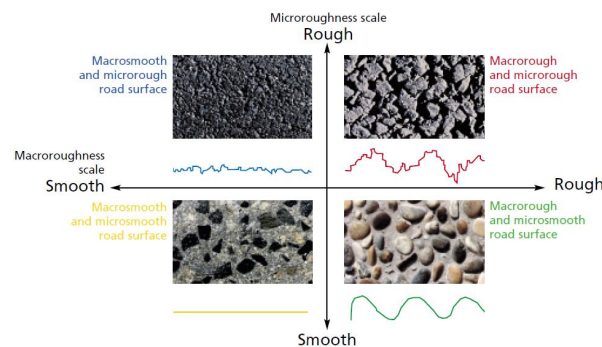 Microroughness scale
Rough
Macrosmooth
and microrough
road surface
Macrorough
and microrough
road surface
Macroroughness
scale
Smooth
Rough
Macrosmooth
and microsmooth
road surface
Macrorough
and microsmooth
road surface
Smooth